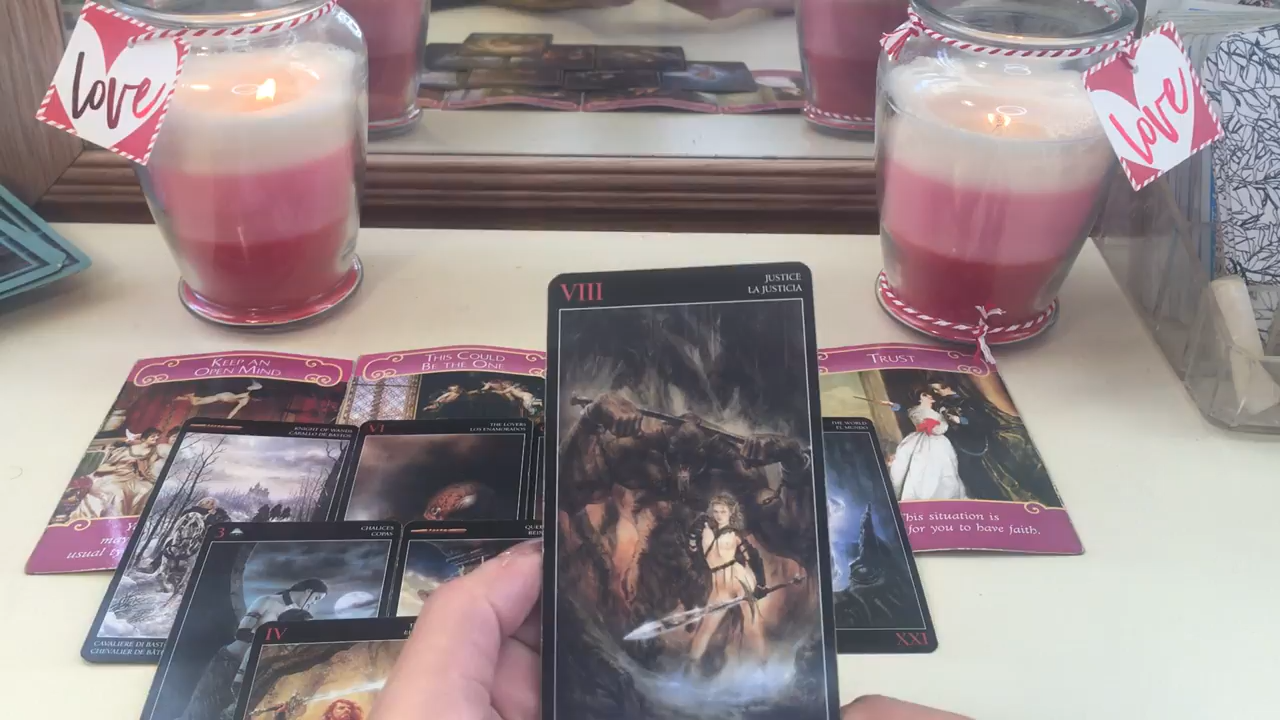 love
love
VIII
JUSTICE
LA JUSTICIA
KEEP AN
OPEN MIND
THIS COULD
BE THE ONE
TRUST
KNIGHT OF WANDS
CABALLO DE BASTOS
VI
THE LOVERS
LOS ENAMORADOS
THE WORLD
EL MUNDO
This situation is
for you to have faith.
usual
3
CHALICES
COPAS
IV
XXI